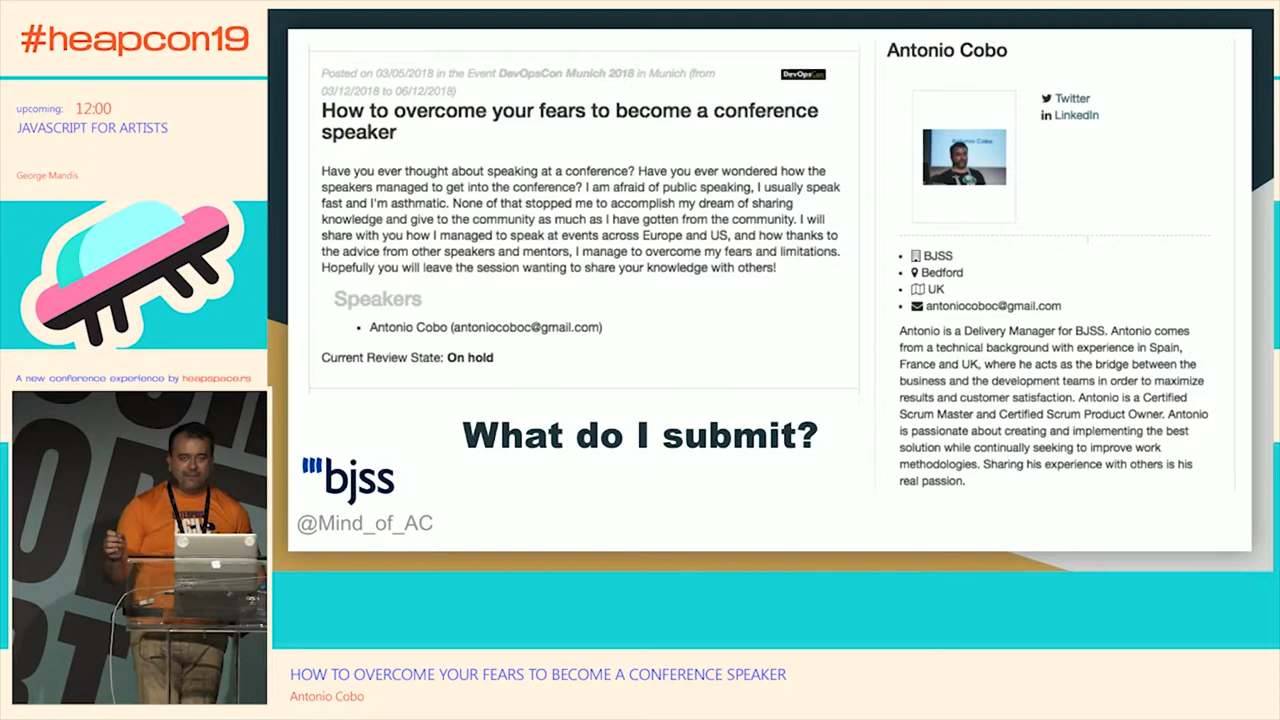 #heapcon19
upcoming: 12:00
JAVASCRIPT FOR ARTISTS
George Mandis
A new conference experience by heapspace.rs
Posted on 03/05/2018 in the Event DevOpsCon Munich 2018 in Munich (from
03/12/2018 to 06/12/2018)
DevOpsCon
How to overcome your fears to become a conference
speaker
Have you ever thought about speaking at a conference? Have you ever wondered how the
speakers managed to get into the conference? I am afraid of public speaking, I usually speak
fast and I'm asthmatic. None of that stopped me to accomplish my dream of sharing
knowledge and give to the community as much as I have gotten from the community. I will
share with you how I managed to speak at events across Europe and US, and how thanks to
the advice from other speakers and mentors, I manage to overcome my fears and limitations.
Hopefully you will leave the session wanting to share your knowledge with others!
Speakers
• Antonio Cobo (antoniocoboc@gmail.com)
Current Review State: On hold
What do I submit?
bjss
@Mind_of_AC
Antonio Cobo
Twitter
LinkedIn
Antonio Cobo
• BJSS
• Bedford
• UK
• antoniocoboc@gmail.com
Antonio is a Delivery Manager for BJSS. Antonio comes
from a technical background with experience in Spain,
France and UK, where he acts as the bridge between the
business and the development teams in order to maximize
results and customer satisfaction. Antonio is a Certified
Scrum Master and Certified Scrum Product Owner. Antonio
is passionate about creating and implementing the best
solution while continually seeking to improve work
methodologies. Sharing his experience with others is his
real passion.
HOW TO OVERCOME YOUR FEARS TO BECOME A CONFERENCE SPEAKER
Antonio Cobo